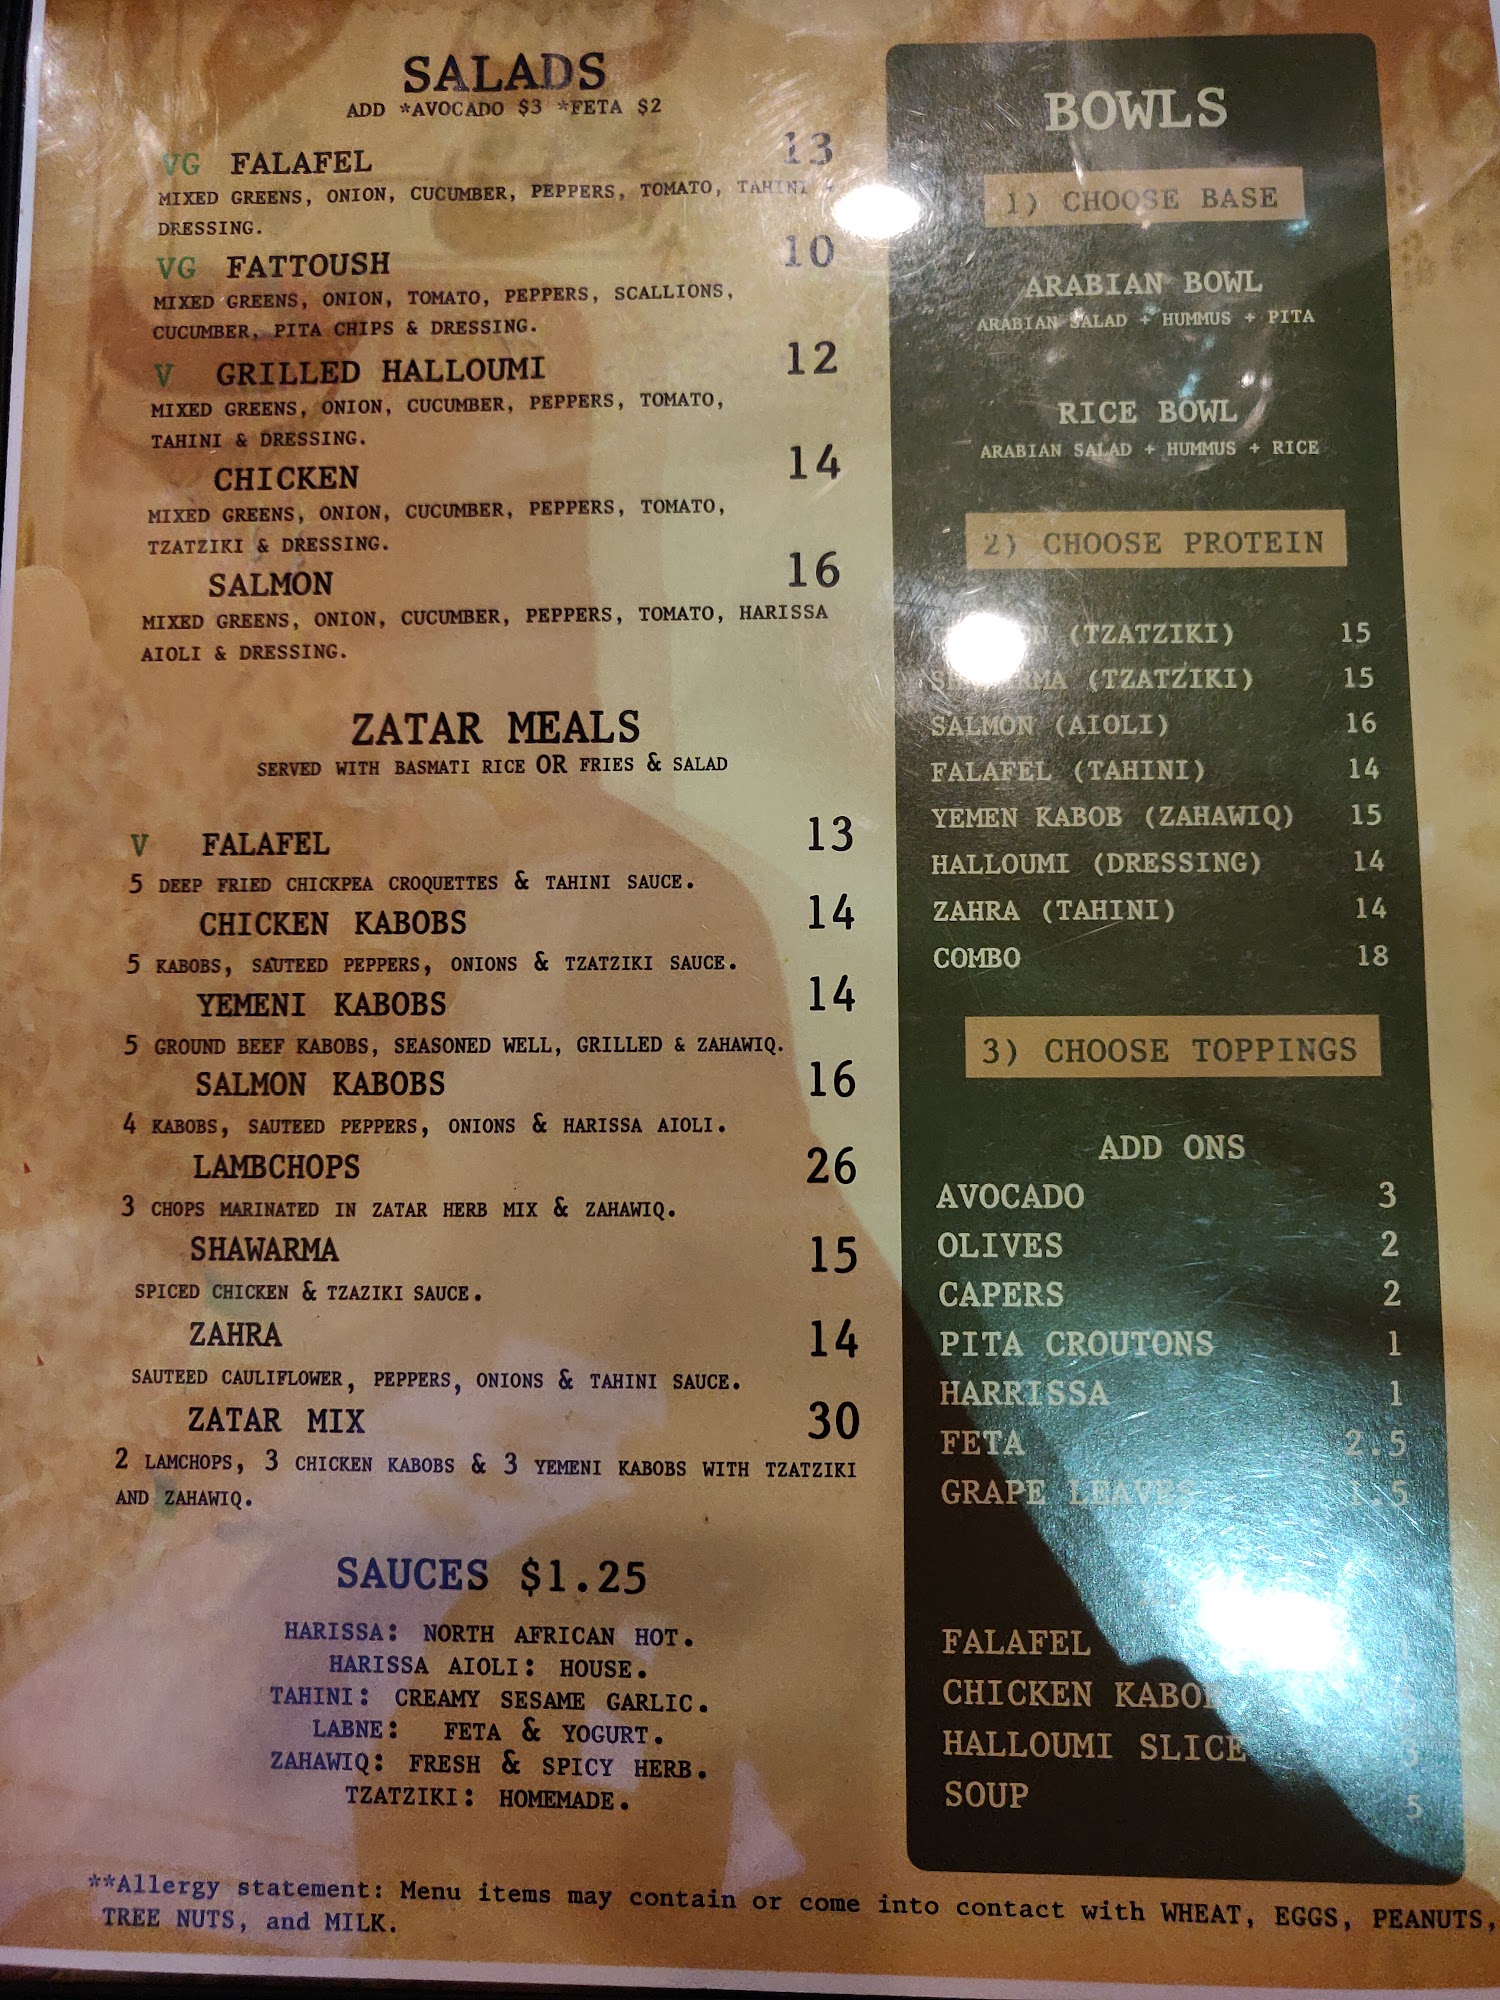 SALADS
ADD *AVOCADO $3 *FETA $2
VG FALAFEL 13
MIXED GREENS, ONION, CUCUMBER, PEPPERS, TOMATO, TAHINI
DRESSING.
VG FATTOUSH 10
MIXED GREENS, ONION, TOMATO, PEPPERS, SCALLIONS,
CUCUMBER, PITA CHIPS & DRESSING.
V GRILLED HALLOUMI 12
MIXED GREENS, ONION, CUCUMBER, PEPPERS, TOMATO,
TAHINI & DRESSING.
CHICKEN 14
MIXED GREENS, ONION, CUCUMBER, PEPPERS, TOMATO,
TZATZIKI & DRESSING.
SALMON 16
MIXED GREENS, ONION, CUCUMBER, PEPPERS, TOMATO, HARISSA
AIOLI & DRESSING.
ZATAR MEALS
SERVED WITH BASMATI RICE OR FRIES & SALAD
V FALAFEL 13
5 DEEP FRIED CHICKPEA CROQUETTES & TAHINI SAUCE.
CHICKEN KABOBS 14
5 KABOBS, SAUTEED PEPPERS, ONIONS & TZATZIKI SAUCE.
YEMENI KABOBS 14
5 GROUND BEEF KABOBS, SEASONED WELL, GRILLED & ZAHAWIQ.
SALMON KABOBS 16
4 KABOBS, SAUTEED PEPPERS, ONIONS & HARISSA AIOLI.
LAMBCHOPS 26
3 CHOPS MARINATED IN ZATAR HERB MIX & ZAHAWIQ.
SHAWARMA 15
SPICED CHICKEN & TZAZIKI SAUCE.
ZAHRA 14
SAUTEED CAULIFLOWER, PEPPERS, ONIONS & TAHINI SAUCE.
ZATAR MIX 30
2 LAMCHOPS, 3 CHICKEN KABOBS & 3 YEMENI KABOBS WITH TZATZIKI
AND ZAHAWIQ.
SAUCES $1.25
HARISSA: NORTH AFRICAN HOT.
HARISSA AIOLI: HOUSE.
TAHINI: CREAMY SESAME GARLIC.
LABNE: FETA & YOGURT.
ZAHAWIQ: FRESH & SPICY HERB.
TZATZIKI: HOMEMADE.
BOWLS
1) CHOOSE BASE
ARABIAN BOWL
ARABIAN SALAD + HUMMUS + PITA
RICE BOWL
ARABIAN SALAD + HUMMUS + RICE
2) CHOOSE PROTEIN
(TZATZIKI) 15
SHAWARMA (TZATZIKI) 15
SALMON (AIOLI) 16
FALAFEL (TAHINI) 14
YEMEN KABOB (ZAHAWIQ) 15
HALLOUMI (DRESSING) 14
ZAHRA (TAHINI) 14
COMBO 18
3) CHOOSE TOPPINGS
ADD ONS
AVOCADO 3
OLIVES 2
CAPERS 2
PITA CROUTONS 1
HARRISSA 1
FETA 2.5
GRAPE LEAVES 1.5
FALAFEL 1
CHICKEN
HALLOUMI SLICE 3
SOUP 5
**Allergy statement: Menu items may contain or come into contact with WHEAT, EGGS, PEANUTS,
TREE NUTS, and MILK.